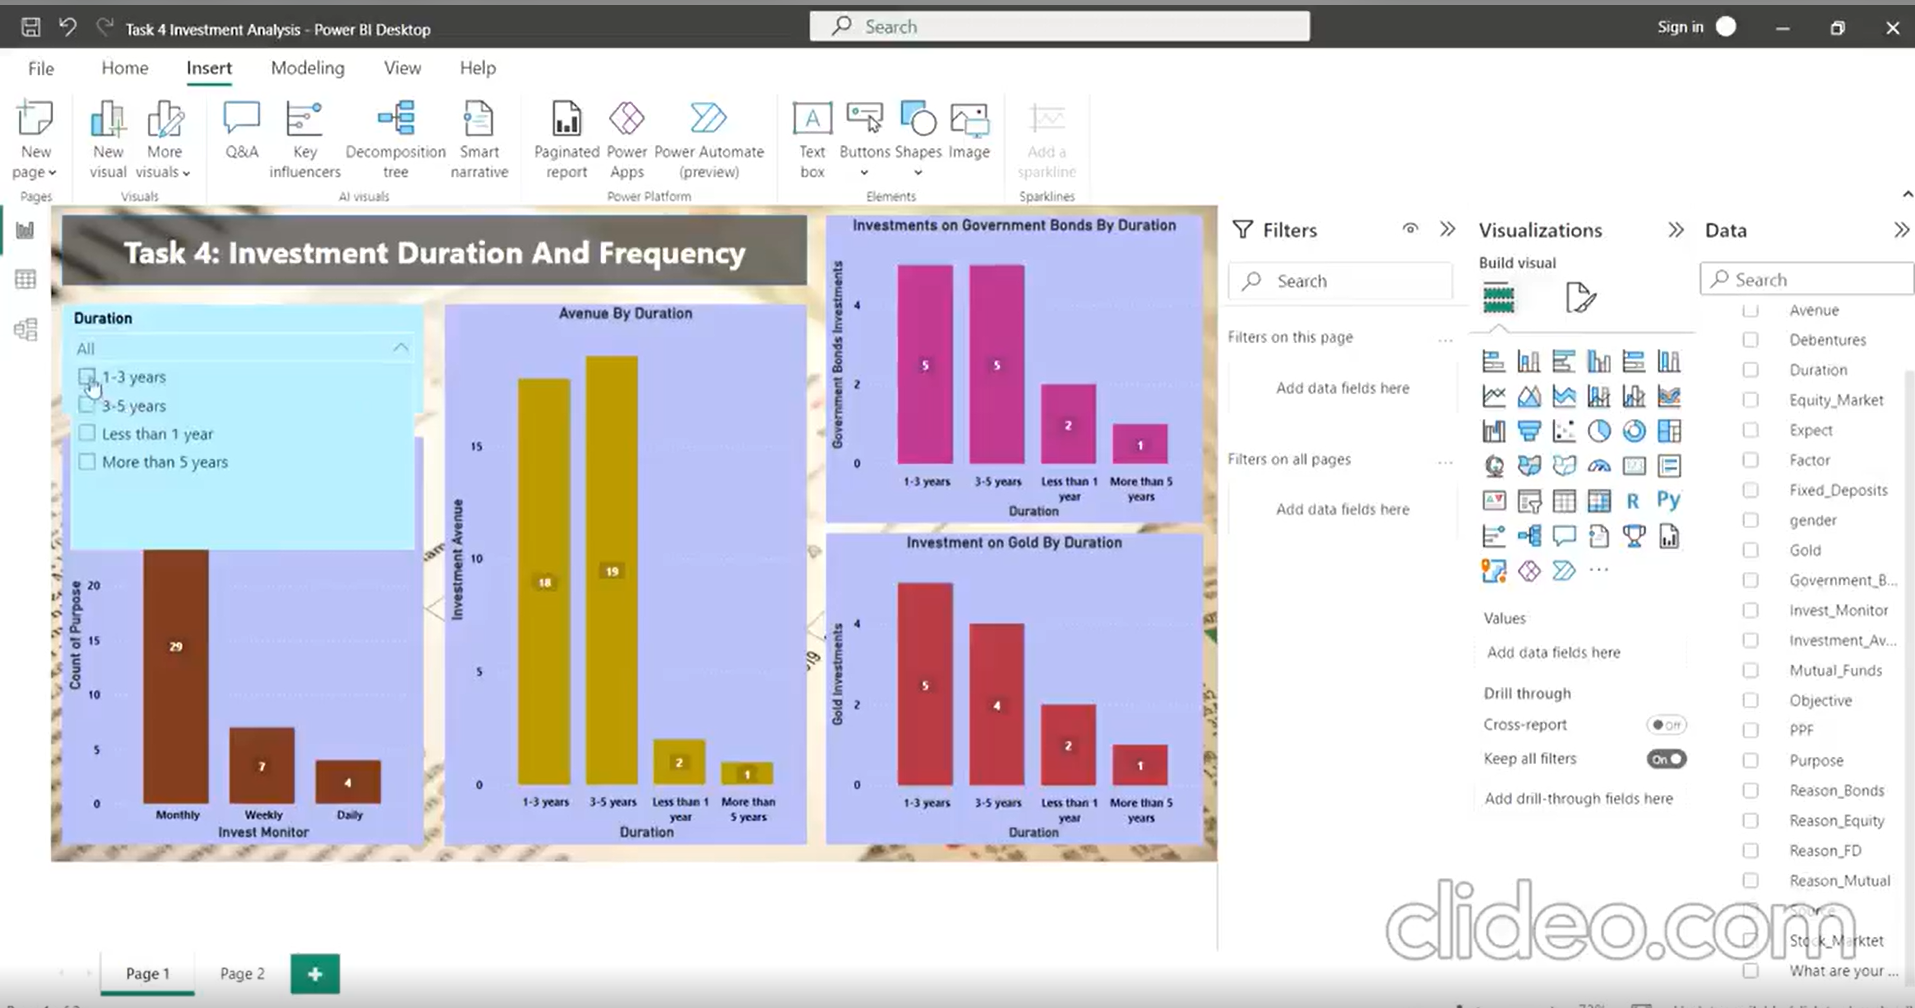 Task 4 Investment Analysis - Power BI Desktop
Search
Sign in
File Home Insert Modeling View Help
New page
New visual
More visuals
Q&A
Key influencers
Decomposition tree
Smart narrative
Paginated report
Power Apps
Power Automate (preview)
Text box
Buttons
Shapes
Image
Add a sparkline
Pages
Visuals
AI visuals
Power Platform
Elements
Sparklines
Task 4: Investment Duration And Frequency
Duration
All
1-3 years
3-5 years
Less than 1 year
More than 5 years
Count of Purpose
20
15
10
5
0
29
7
4
Monthly Weekly Daily
Invest Monitor
Avenue By Duration
Investment Avenue
15
10
5
0
18
19
2
1
1-3 years
3-5 years
Less than 1
year
More than
5 years
Duration
Investments on Government Bonds By Duration
Government Bonds Investments
4
2
0
5
5
2
1
1-3 years
3-5 years
Less than 1
year
More than 5
years
Duration
Investment on Gold By Duration
Gold Investments
4
2
0
5
4
2
1
1-3 years
3-5 years
Less than 1
year
More than 5
years
Duration
Filters
Search
Filters on this page
Add data fields here
Filters on all pages
Add data fields here
Visualizations
Build visual
R
Py
Values
Add data fields here
Drill through
Cross-report
Off
Keep all filters
On
Add drill-through fields here
Data
Search
Avenue
Debentures
Duration
Equity_Market
Expect
Factor
Fixed_Deposits
gender
Gold
Government_B...
Invest_Monitor
Investment_Av...
Mutual_Funds
Objective
PPF
Purpose
Reason_Bonds
Reason_Equity
Reason_FD
Reason_Mutual
Source
Stock_Marktet
What are your ...
clideo.com
Page 1
Page 2